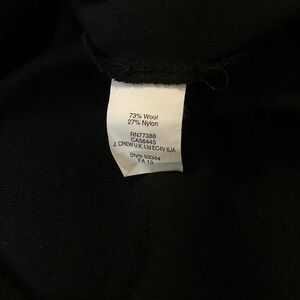 73% Wool
27% Nylon
RN77388
CA56445
J. CREW U.K. Ltd EC4V 6JA
Style 03344
FA 13